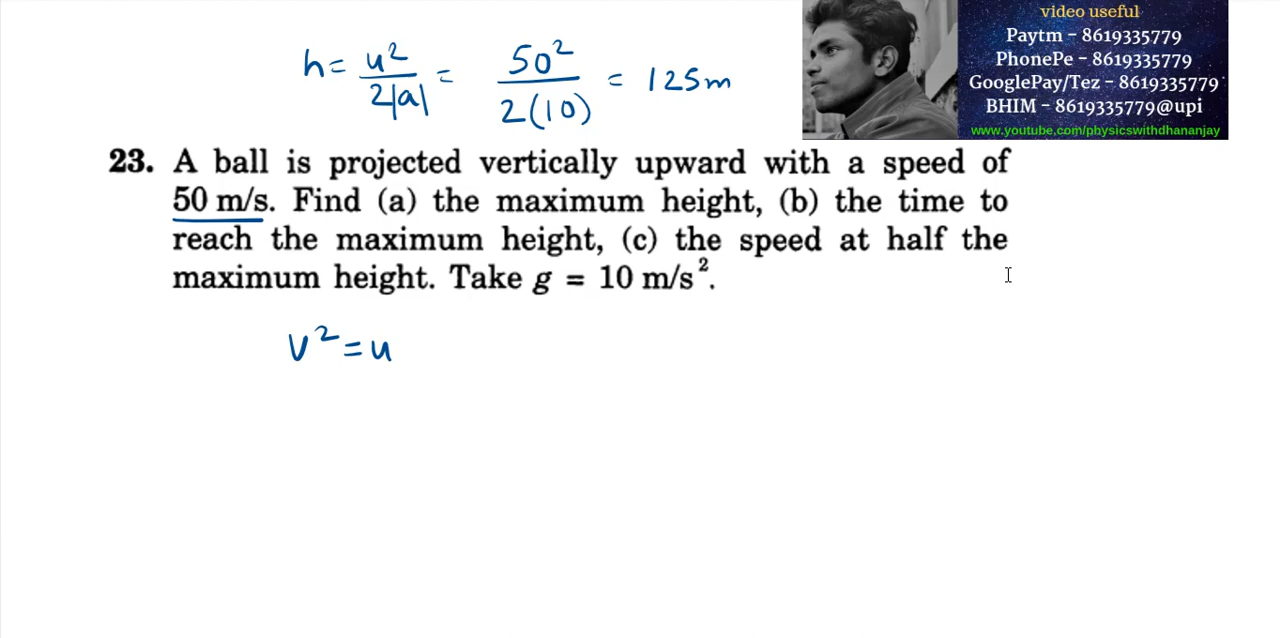 h = u²/2|a| = 50²/2(10) = 125m
video useful
Paytm – 8619335779
PhonePe – 8619335779
GooglePay/Tez – 8619335779
BHIM – 8619335779@upi
www.youtube.com/physicswithdhananjay
23. A ball is projected vertically upward with a speed of
50 m/s. Find (a) the maximum height, (b) the time to
reach the maximum height, (c) the speed at half the
maximum height. Take g = 10 m/s².
v² = u